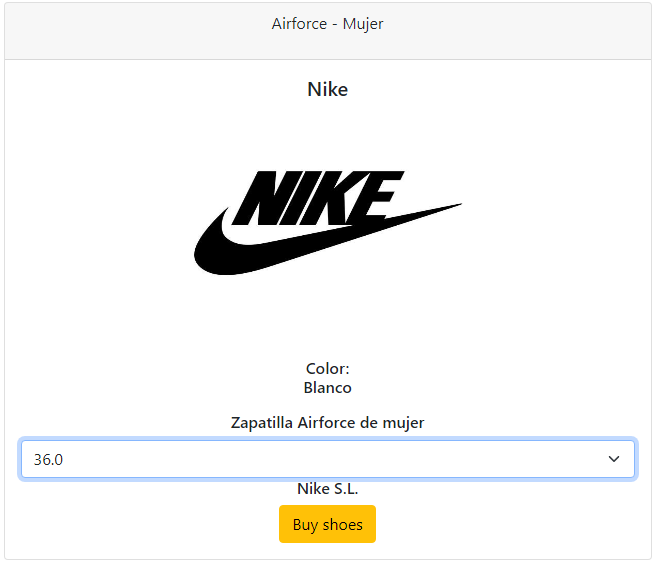 Airforce - Mujer
Nike
NIKE
Color:
Blanco
Zapatilla Airforce de mujer
36.0
Nike S.L.
Buy shoes